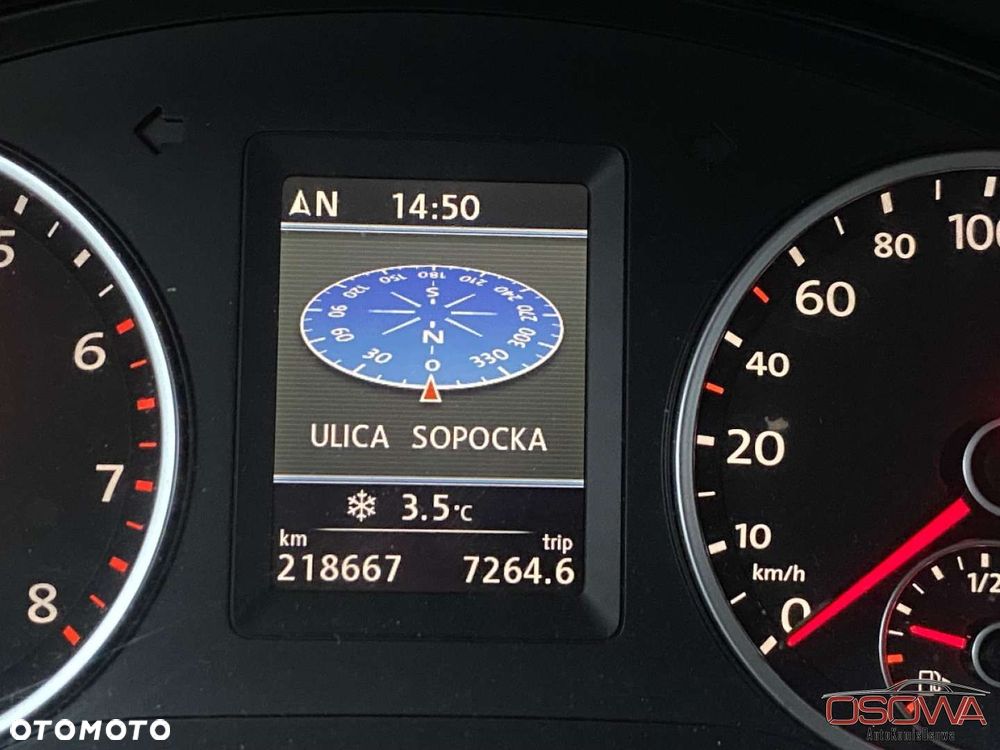 N 14:50
180
150 210
120 S 240
90 270
60 N 300
30 0 330
ULICA SOPOCKA
3.5°C
km trip
218667 7264.6
5
6
7
8
100
80
60
40
20
10
km/h
0
1/2
OTOMOTO
OSOWA
AutoKomisOsowa